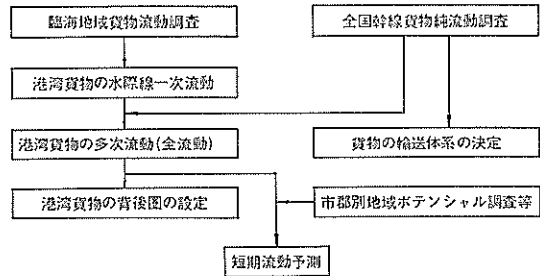 臨海地域貨物流動調査
全国幹線貨物純流動調査
港湾貨物の水際線一次流動
港湾貨物の多次流動(全流動)
貨物の輸送体系の決定
港湾貨物の背後圏の設定
市郡別地域ポテンシャル調査等
短期流動予測